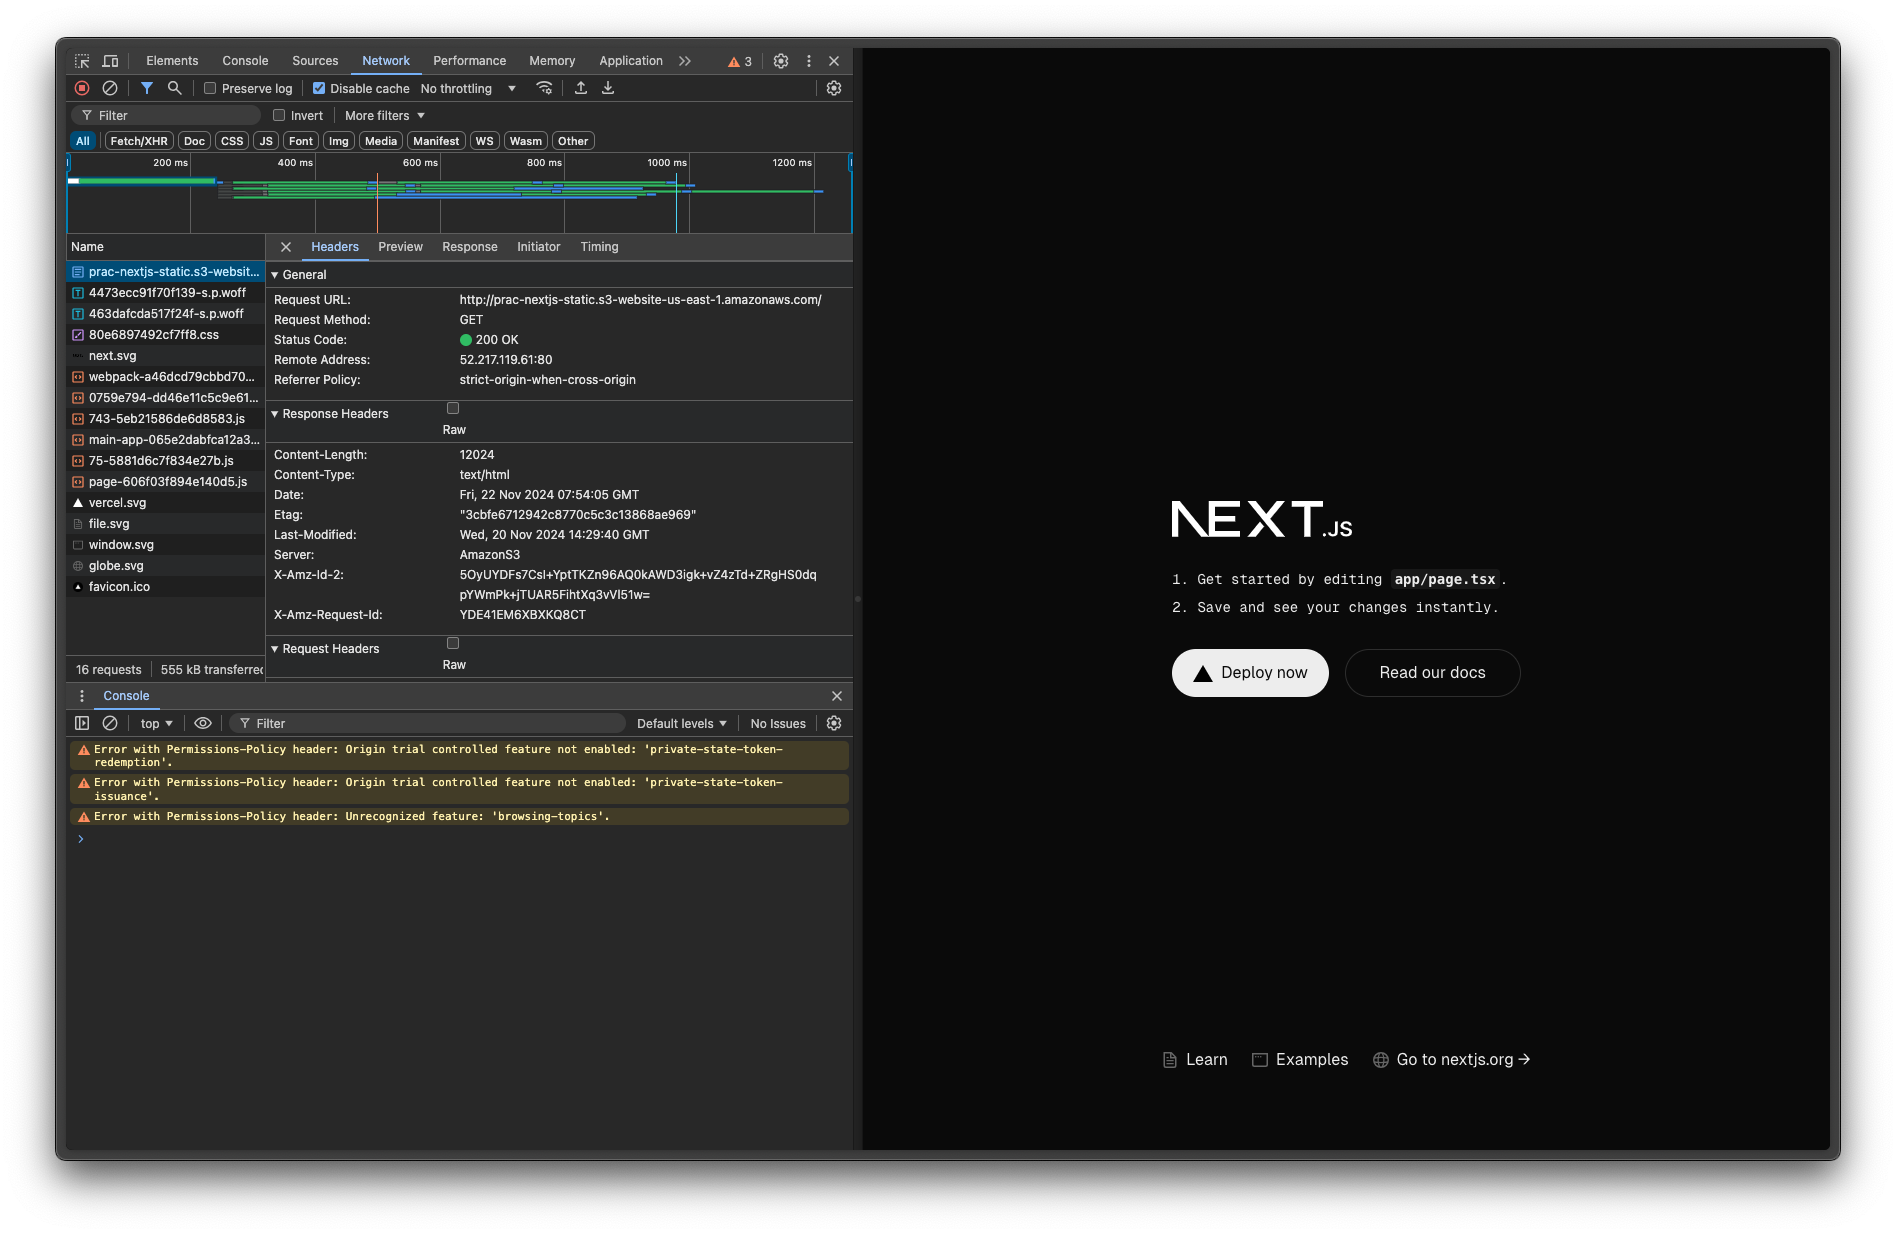 Elements Console Sources Network Performance Memory Application 3
Preserve log Disable cache No throttling
Filter Invert More filters
All Fetch/XHR Doc CSS JS Font Img Media Manifest WS Wasm Other
200 ms 400 ms 600 ms 800 ms 1000 ms 1200 ms
Name
prac-nextjs-static.s3-websit...
4473ecc91f70f139-s.p.woff
463dafcda517f24f-s.p.woff
80e6897492cf7ff8.css
next.svg
webpack-a46dcd79cbbd70...
0759e794-dd46e11c5c9e61...
743-5eb21586de6d8583.js
main-app-065e2dabfca12a3...
75-5881d6c7f834e27b.js
page-606f03f894e140d5.js
vercel.svg
file.svg
window.svg
globe.svg
favicon.ico
16 requests 555 kB transferred
Headers Preview Response Initiator Timing
General
Request URL: http://prac-nextjs-static.s3-website-us-east-1.amazonaws.com/
Request Method: GET
Status Code: 200 OK
Remote Address: 52.217.119.61:80
Referrer Policy: strict-origin-when-cross-origin
Response Headers
Raw
Content-Length: 12024
Content-Type: text/html
Date: Fri, 22 Nov 2024 07:54:05 GMT
Etag: "3cbfe6712942c8770c5c3c13868ae969"
Last-Modified: Wed, 20 Nov 2024 14:29:40 GMT
Server: AmazonS3
X-Amz-Id-2: 5OyUYDFs7CsI+YptTKZn96AQ0kAWD3igk+vZ4zTd+ZRgHS0dq
pYWmPk+jTUAR5FihtXq3vVl51w=
X-Amz-Request-Id: YDE41EM6XBXKQ8CT
Request Headers
Raw
Console
top Filter Default levels No Issues
Error with Permissions-Policy header: Origin trial controlled feature not enabled: 'private-state-token-
redemption'.
Error with Permissions-Policy header: Origin trial controlled feature not enabled: 'private-state-token-
issuance'.
Error with Permissions-Policy header: Unrecognized feature: 'browsing-topics'.
NEXT.JS
1. Get started by editing app/page.tsx.
2. Save and see your changes instantly.
Deploy now Read our docs
Learn Examples Go to nextjs.org →